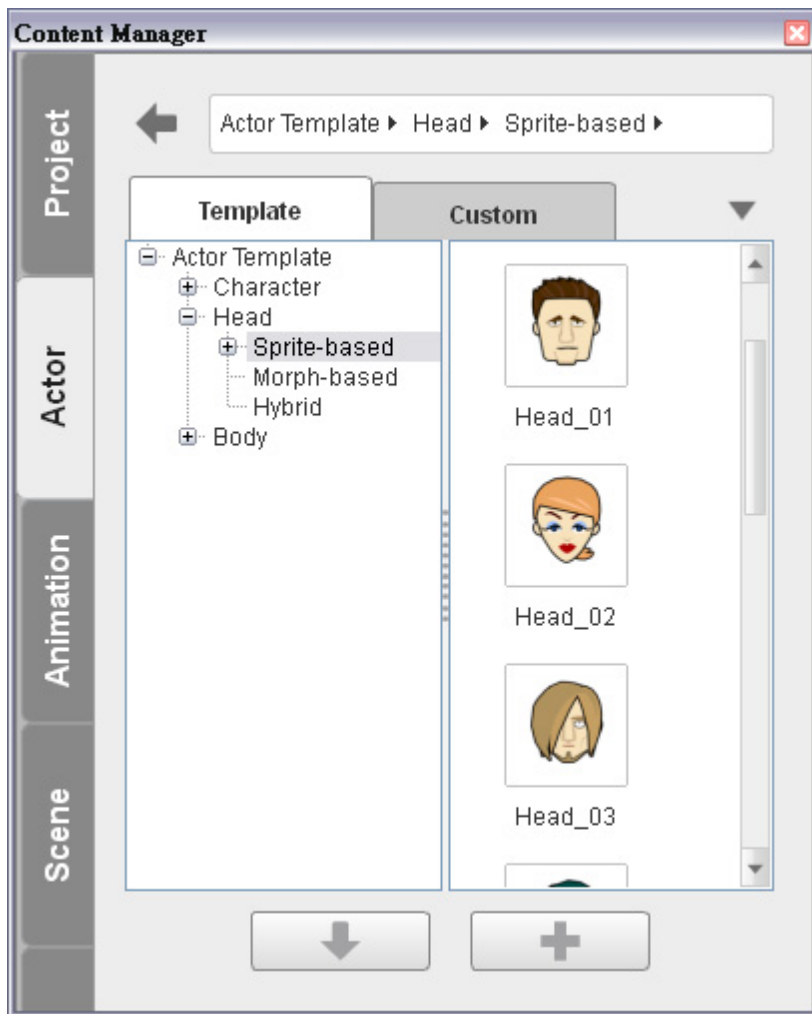 Content Manager
Project
Actor
Animation
Scene
Actor Template Head Sprite-based
Template
Custom
Actor Template
Character
Head
Sprite-based
Morph-based
Hybrid
Body
Head_01
Head_02
Head_03